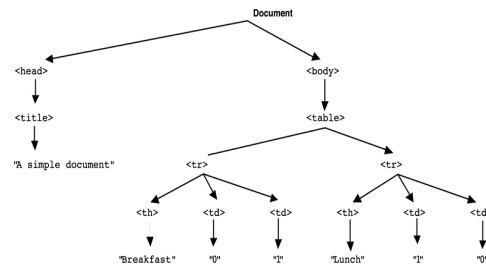 Document
<head> <body>
<title> <table>
"A simple document" <tr> <tr>
<th> <td> <td> <th> <td> <td
"Breakfast" "0" "1" "Lunch" "1" "0"